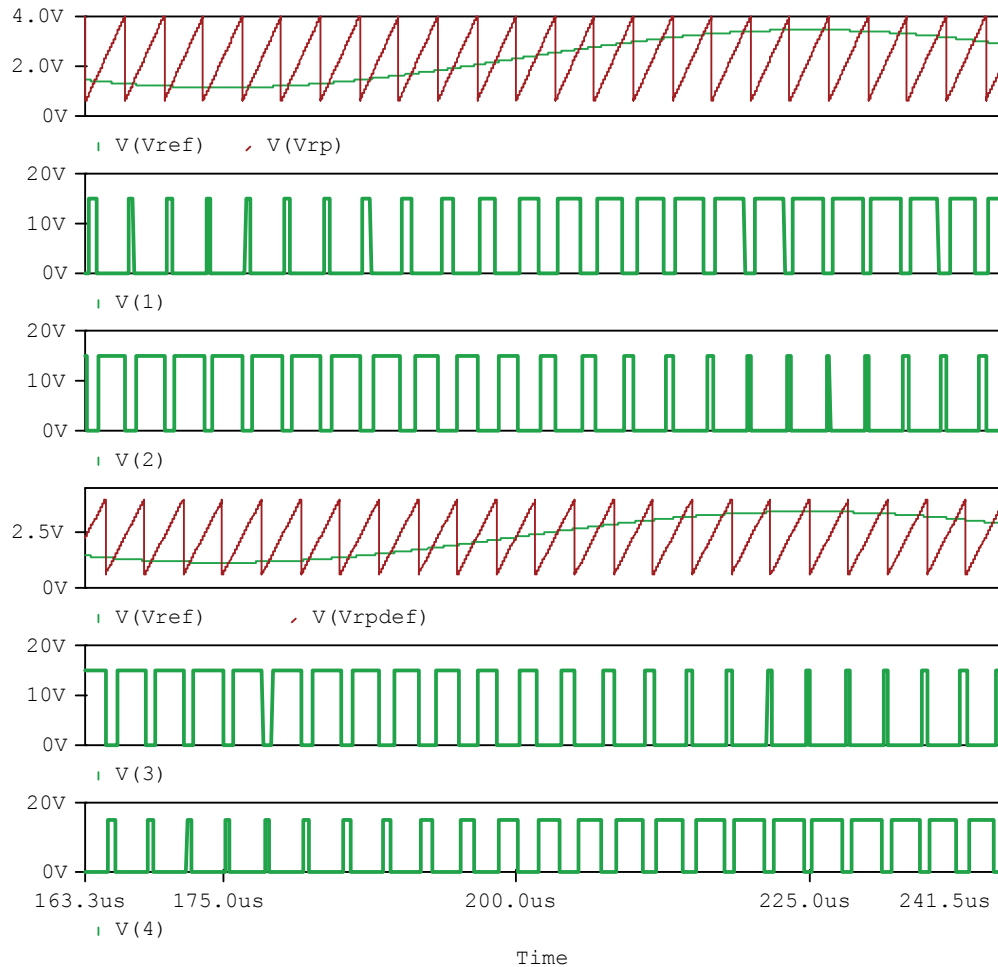 4.0V
2.0V
0V
V(Vref) V(Vrp)
20V
10V
0V
V(1)
20V
10V
0V
V(2)
2.5V
0V
V(Vref) V(Vrpdef)
20V
10V
0V
V(3)
20V
0V
163.3us 175.0us 200.0us 225.0us 241.5us
V(4)
Time